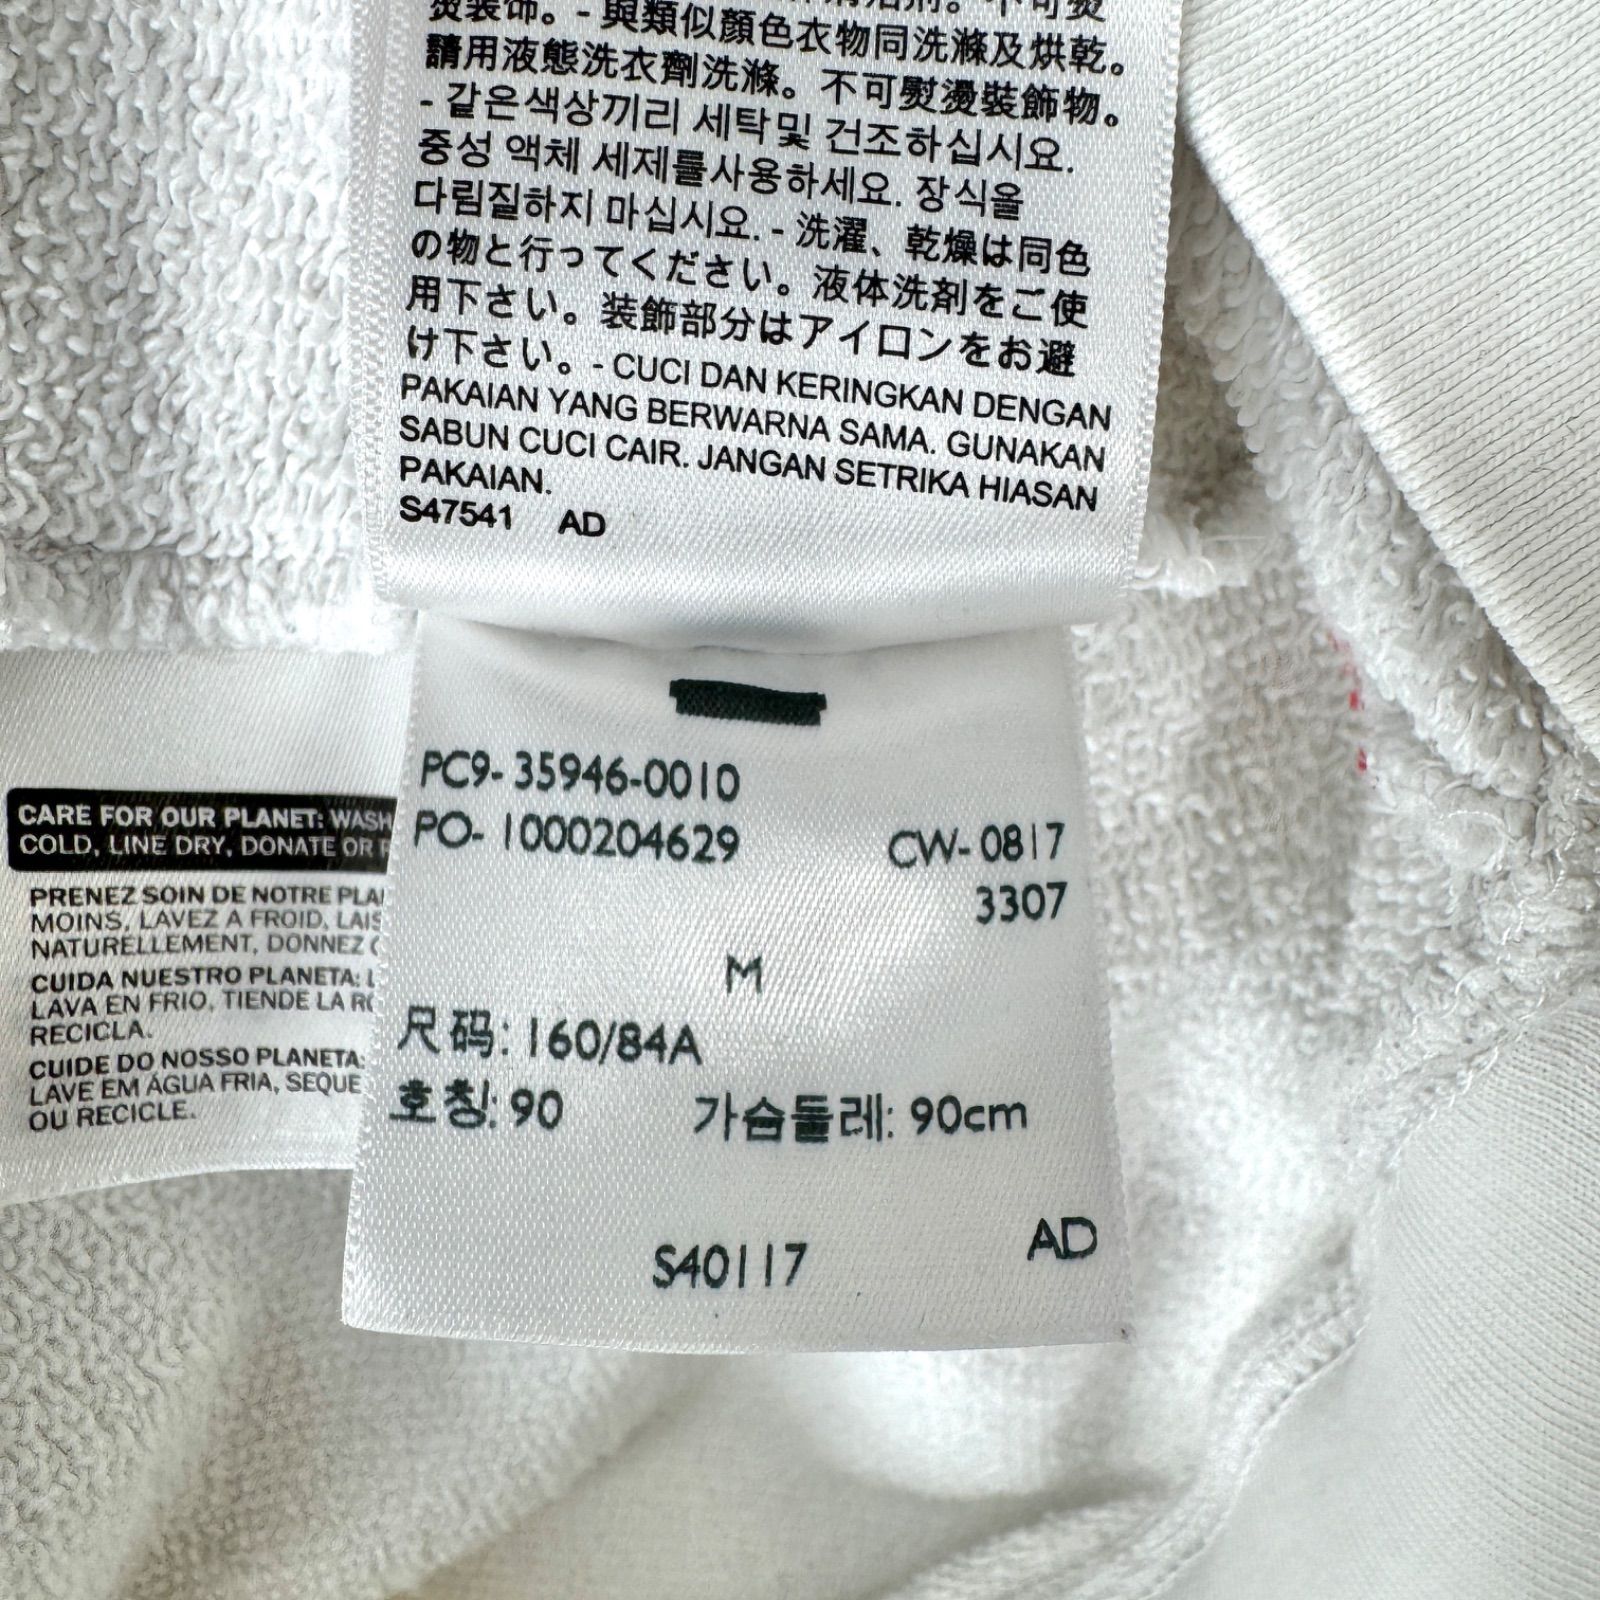 燙装饰。 - 與類似顏色衣物同洗滌及烘乾。
請用液態洗衣劑洗滌。不可熨燙裝飾物。
- 같은색상끼리 세탁및 건조하십시요.
중성 액체 세제를사용하세요. 장식을
다림질하지 마십시요. - 洗濯、乾燥は同色
の物と行ってください。液体洗剤をご使
用下さい。装飾部分はアイロンをお避
け下さい。- CUCI DAN KERINGKAN DENGAN
PAKAIAN YANG BERWARNA SAMA. GUNAKAN
SABUN CUCI CAIR. JANGAN SETRIKA HIASAN
PAKAIAN.
S47541 AD
CARE FOR OUR PLANET: WASH
COLD, LINE DRY, DONATE OR
PRENEZ SOIN DE NOTRE
MOINS, LAVEZ A FROID,
NATURELLEMENT, DONNEZ
CUIDA NUESTRO PLANETA:
LAVA EN FRIO, TIENDE LA
RECICLA.
CUIDE DO NOSSO PLANETA:
LAVE EM ÁGUA FRIA, SEQUE
OU RECICLE.
PC9-35946-0010
PO-1000204629 CW-0817
3307
M
尺码: 160/84A
호칭: 90 가슴둘레: 90cm
AD
S40117